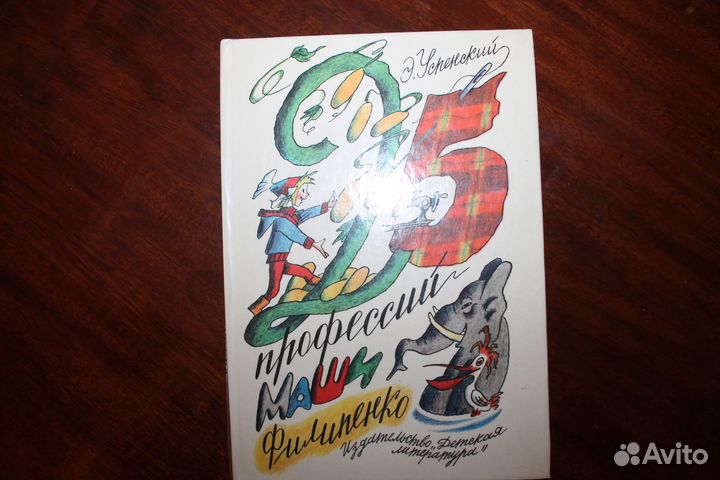 Э. Успенский
25
профессий
Маши
Филипенко
Издательство „Детская
литература"
Avito